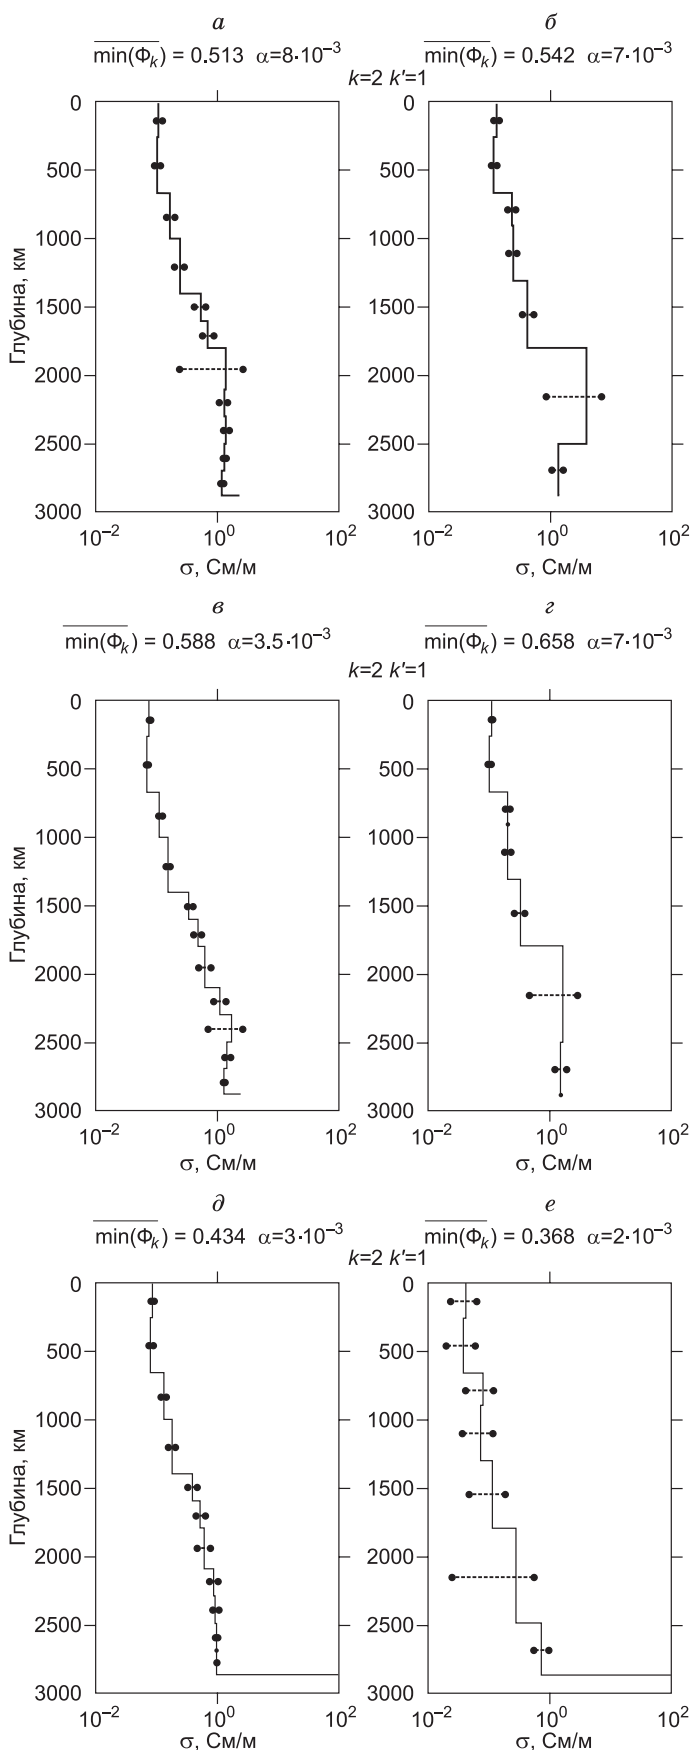 а б
min(Φₖ) = 0.513 α=8·10⁻³ min(Φₖ) = 0.542 α=7·10⁻³
k=2 k′=1
0 0
500 500
1000 1000
1500 1500
2000 2000
2500 2500
3000 3000
Глубина, км
10⁻² 10⁰ 10² 10⁻² 10⁰ 10²
σ, См/м σ, См/м
в г
min(Φₖ) = 0.588 α=3.5·10⁻³ min(Φₖ) = 0.658 α=7·10⁻³
k=2 k′=1
0 0
500 500
1000 1000
1500 1500
2000 2000
2500 2500
3000 3000
Глубина, км
10⁻² 10⁰ 10² 10⁻² 10⁰ 10²
σ, См/м σ, См/м
д е
min(Φₖ) = 0.434 α=3·10⁻³ min(Φₖ) = 0.368 α=2·10⁻³
k=2 k′=1
0 0
500 500
1000 1000
1500 1500
2000 2000
2500 2500
3000 3000
Глубина, км
10⁻² 10⁰ 10² 10⁻² 10⁰ 10²
σ, См/м σ, См/м